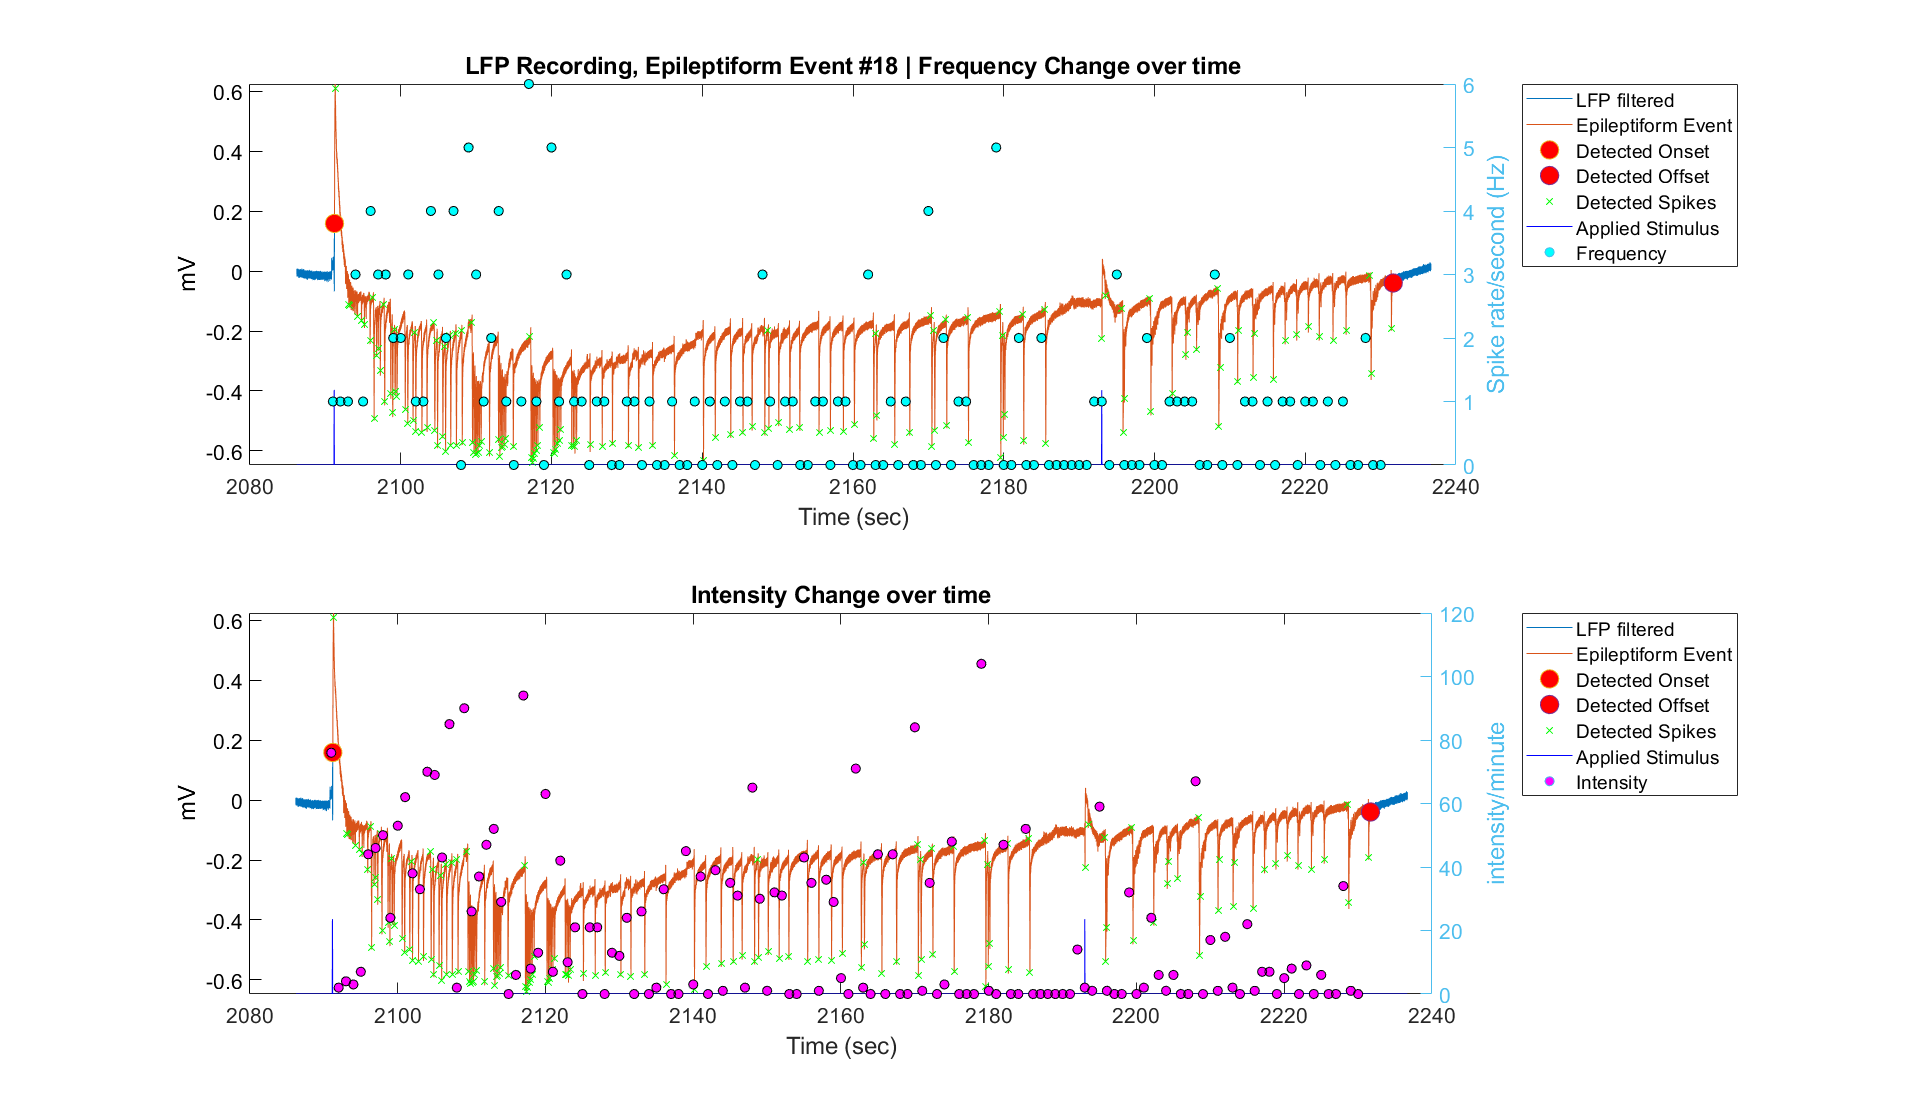 LFP Recording, Epileptiform Event #18 | Frequency Change over time
0.6
0.4
0.2
0
-0.2
-0.4
-0.6
mV
6
5
4
3
2
1
0
Spike rate/second (Hz)
2080
2100
2120
2140
2160
2180
2200
2220
2240
Time (sec)
LFP filtered
Epileptiform Event
Detected Onset
Detected Offset
Detected Spikes
Applied Stimulus
Frequency
Intensity Change over time
0.6
0.4
0.2
0
-0.2
-0.4
-0.6
mV
120
100
80
60
40
20
0
intensity/minute
2080
2100
2120
2140
2160
2180
2200
2220
2240
Time (sec)
LFP filtered
Epileptiform Event
Detected Onset
Detected Offset
Detected Spikes
Applied Stimulus
Intensity